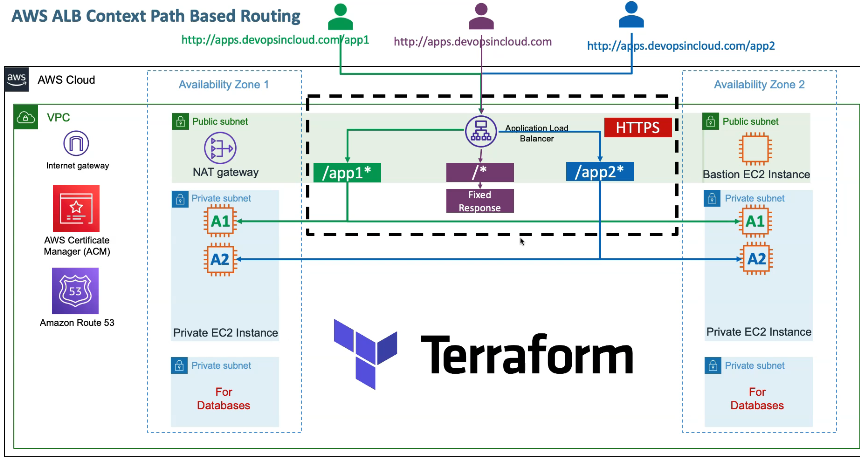 AWS ALB Context Path Based Routing
http://apps.devopsincloud.com/app1
http://apps.devopsincloud.com
http://apps.devopsincloud.com/app2
aws
AWS Cloud
Availability Zone 1
Availability Zone 2
VPC
Public subnet
Application Load
Balancer
HTTPS
Public subnet
Internet gateway
NAT gateway
/app1*
/*
/app2*
Bastion EC2 Instance
Fixed
Response
Private subnet
Private subnet
A1
A1
AWS Certificate
Manager (ACM)
A2
A2
53
Amazon Route 53
Private EC2 Instance
Private EC2 Instance
Terraform
Private subnet
Private subnet
For
Databases
For
Databases